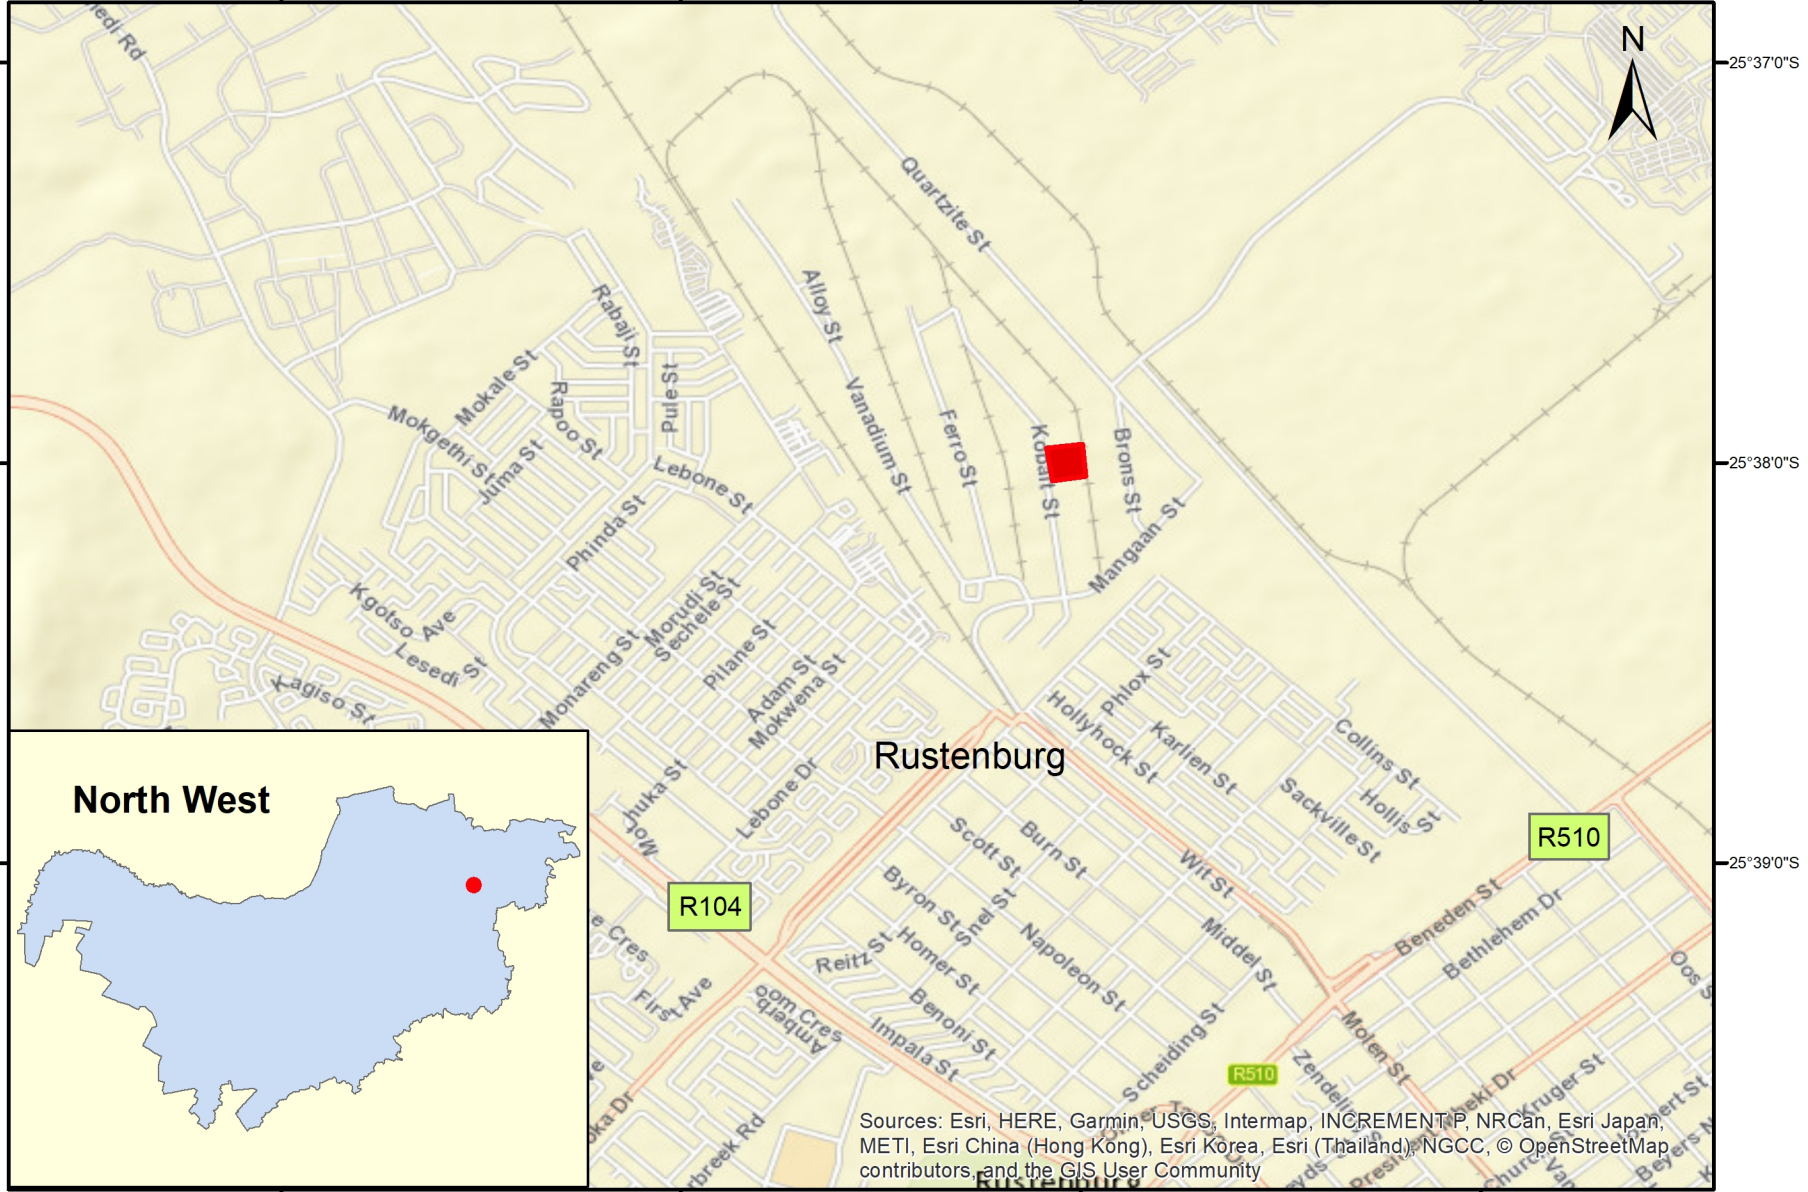 N
25°37'0"S
Quartzite St
Alloy St
Rabaji St
Mokale St
Rapoo St
Pule St
Vanadium St
Ferro St
Kobalt St
Brons St
25°38'0"S
Mokgethi St
Juma St
Lebone St
Phinda St
Mangaan St
Kgotso Ave
Morudi St
Sechele St
Lesedi St
Monareng St
Pilane St
Adam St
Mokwena St
Kagiso St
Phlox St
Hollyhock St
Karlien St
Collins St
Rustenburg
Lebone Dr
Sackville St
Hollis St
North West
R510
Scott St
Burn St
Wit St
25°39'0"S
R104
Byron St
Snel St
Beneden St
Bethlehem Dr
Reitz St
Homer St
Napoleon St
Middel St
First Ave
Amberboom Cres
Benoni St
Impala St
Scheiding St
Molen St
R510
Kruger St
Sources: Esri, HERE, Garmin, USGS, Intermap, INCREMENT P, NRCan, Esri Japan,
METI, Esri China (Hong Kong), Esri Korea, Esri (Thailand), NGCC, © OpenStreetMap
contributors, and the GIS User Community
Rustenburg